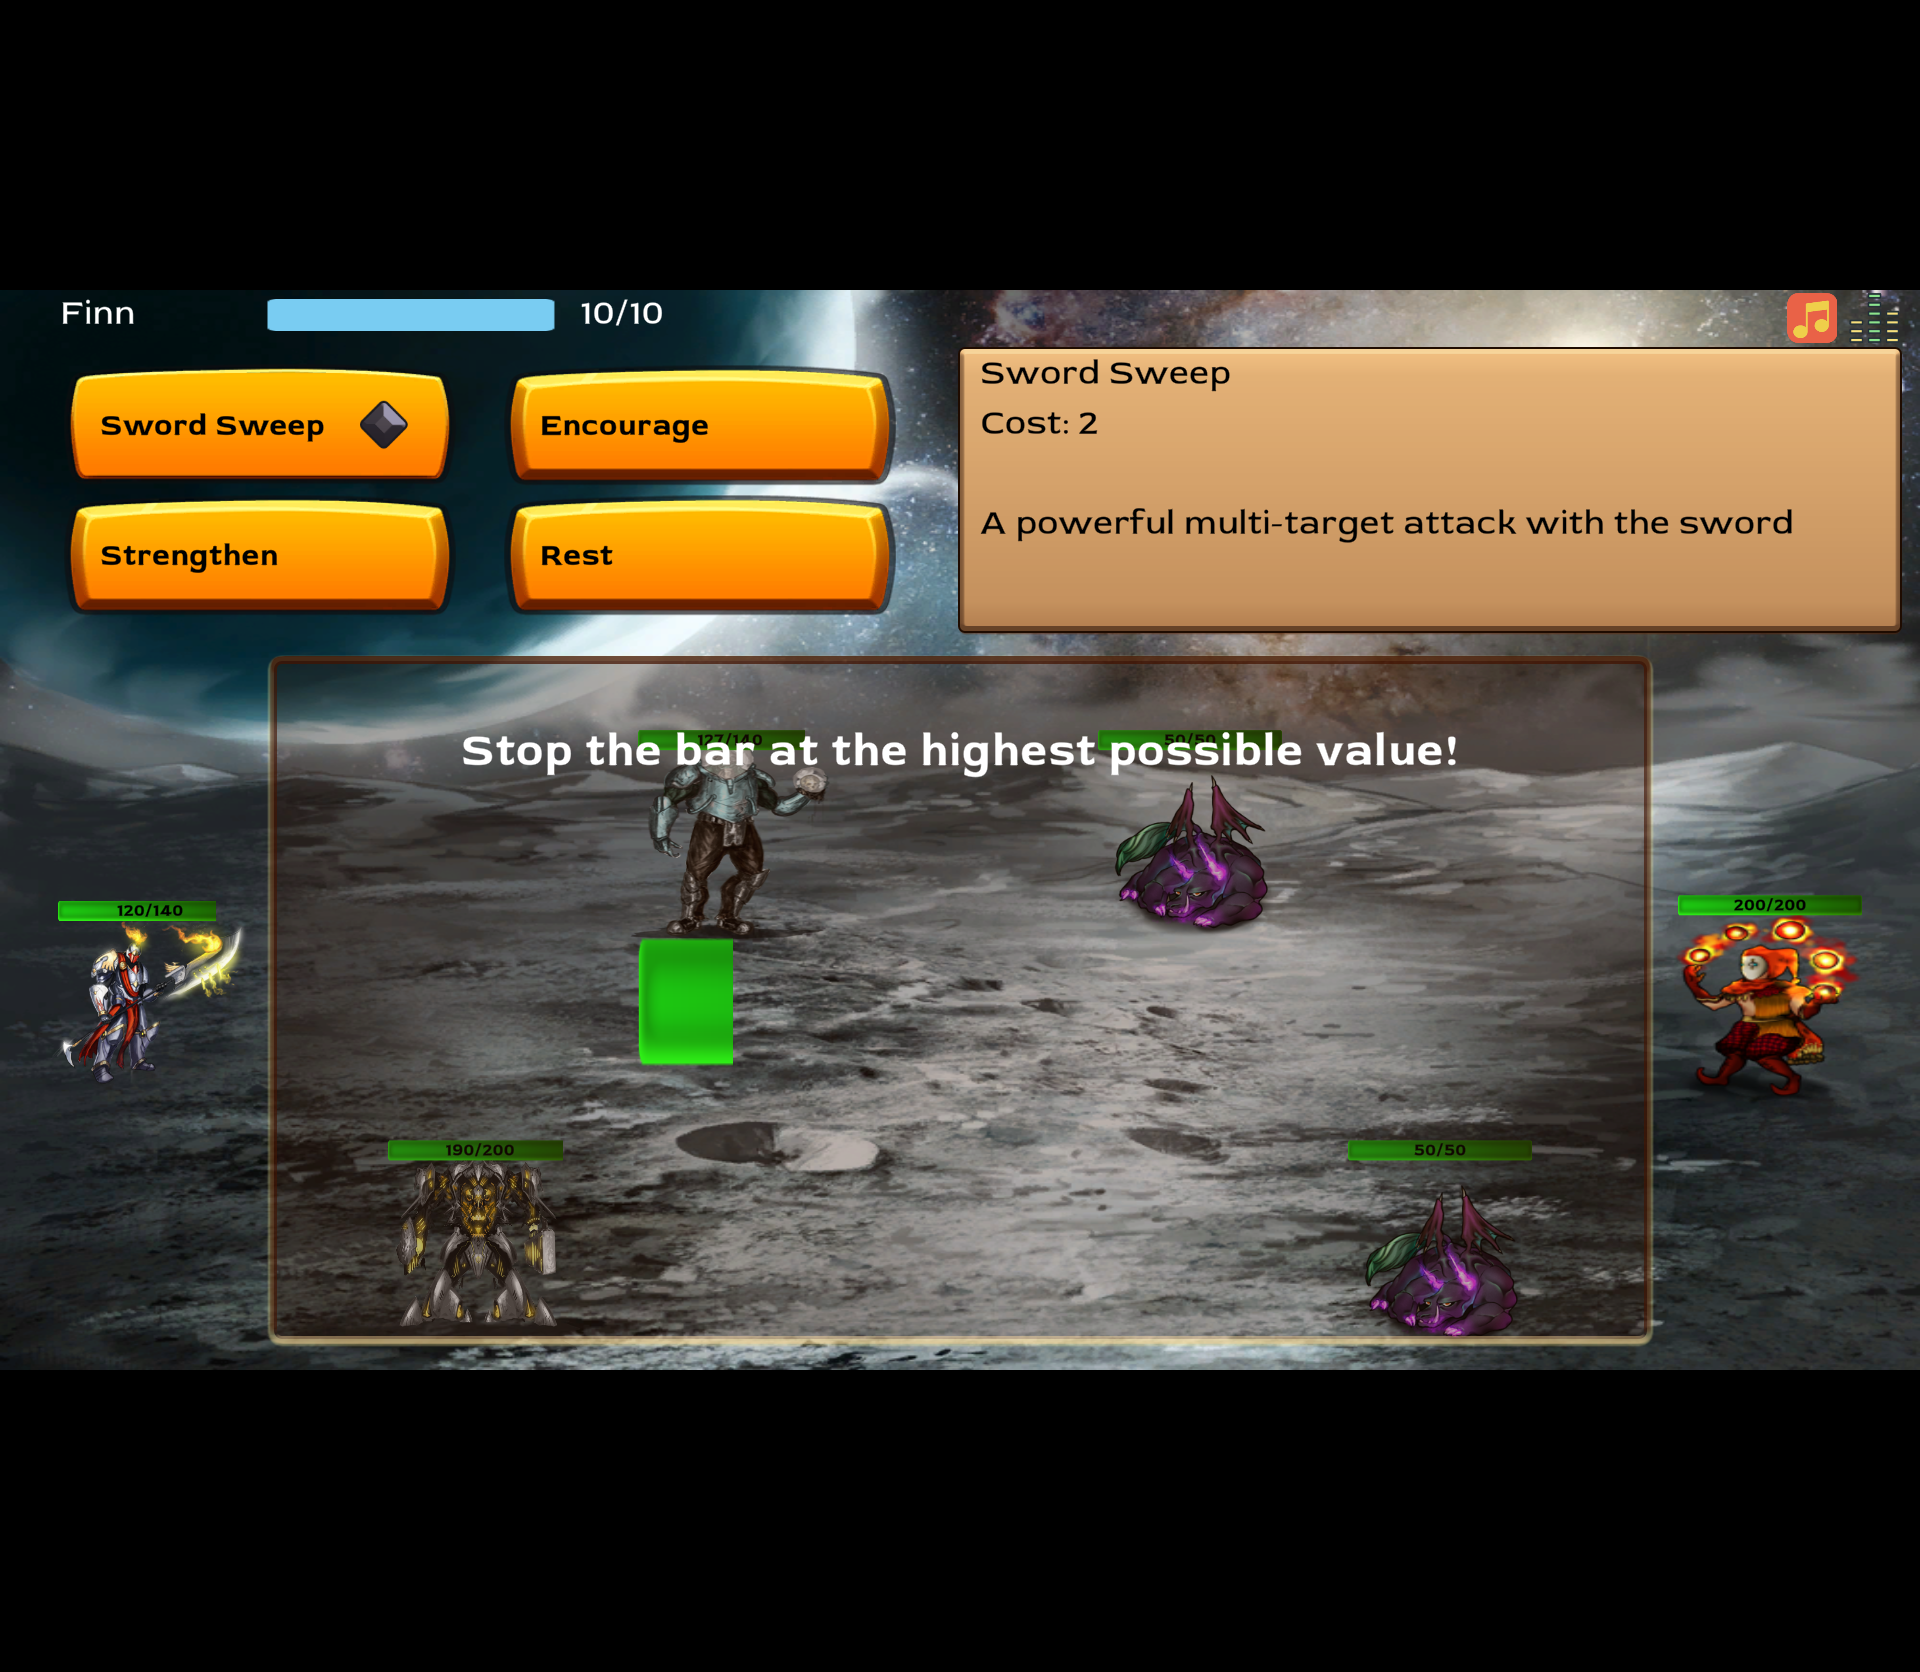 Finn
10/10
Sword Sweep
Encourage
Strengthen
Rest
Sword Sweep
Cost: 2
A powerful multi-target attack with the sword
127/140
50/50
Stop the bar at the highest possible value!
120/140
200/200
190/200
50/50